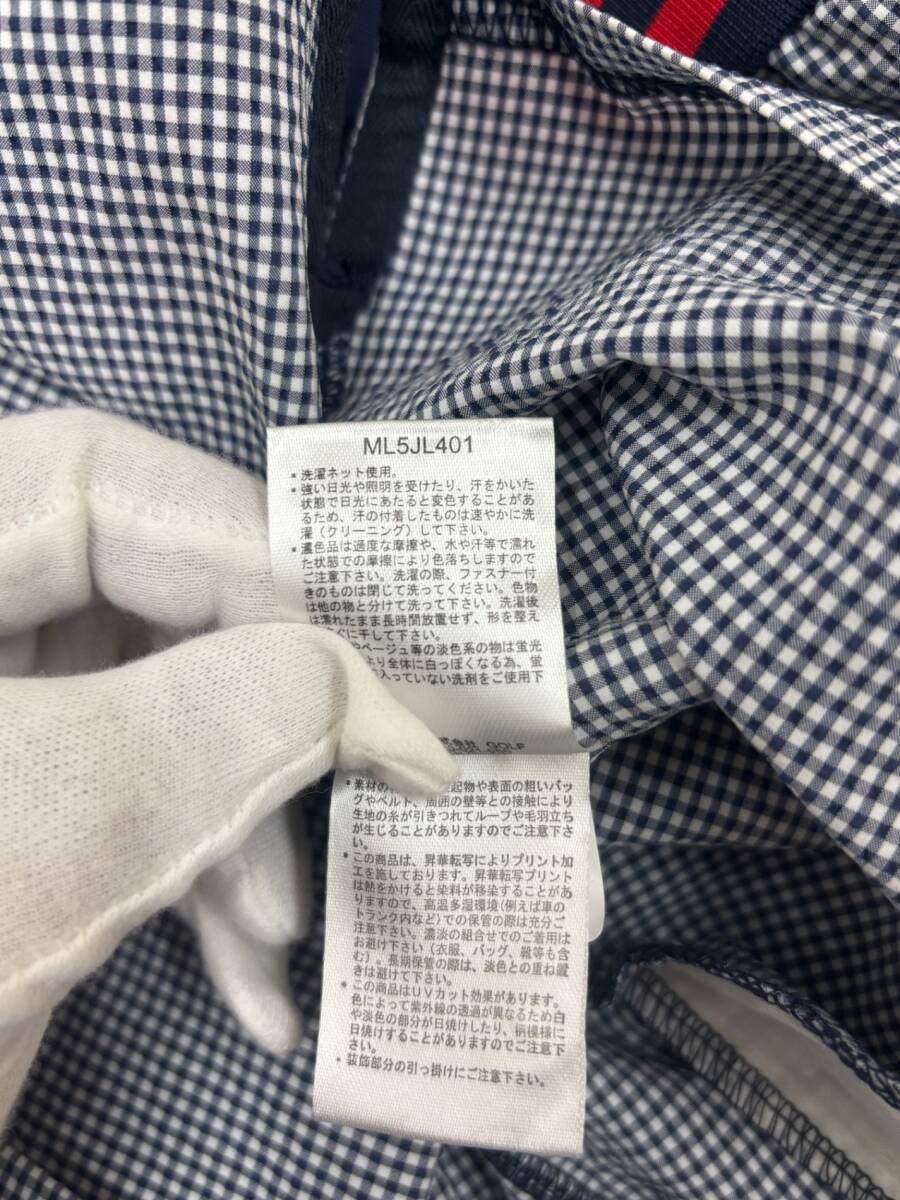 ML5JL401
・洗濯ネット使用。
・強い日光や照明を受けたり、汗をかいた
状態で日光にあたると変色することがあ
るため、汗の付着したものは速やかに洗
濯（クリーニング）して下さい。
・濃色品は過度な摩擦や、水や汗等で濡れ
た状態での摩擦により色落ちしますので
ご注意下さい。洗濯の際、ファスナー付
きのものは閉じて洗ってください。色物
は他の物と分けて洗って下さい。洗濯後
は濡れたまま長時間放置せず、形を整え
ぐに干して下さい。
やベージュ等の淡色系の物は蛍光
より全体に白っぽくなる為、蛍
入っていない洗剤をご使用下
GOLF
・素材の
起物や表面の粗いバッ
グやベルト、周囲の壁等との接触により
生地の糸が引きつれてループや毛羽立ち
が生じることがありますのでご注意下さ
い。
・この商品は、昇華転写によりプリント加
工を施しております。昇華転写プリント
は熱をかけると染料が移染することがあ
りますので、高温多湿環境(例えば車の
トランク内など)での保管の際は充分ご
注意下さい。濃淡の組合せでのご着用は
お避け下さい（衣服、バッグ、靴等も含
む）。長期保管の際は、淡色との重ね置
きは避けて下さい。
・この商品はUVカット効果があります。
色によって紫外線の透過が異なるため白
や淡色の部分が日焼けしたり、柄模様に
日焼けすることがありますのでご注意下
さい。
・装飾部分の引っ掛けにご注意下さい。